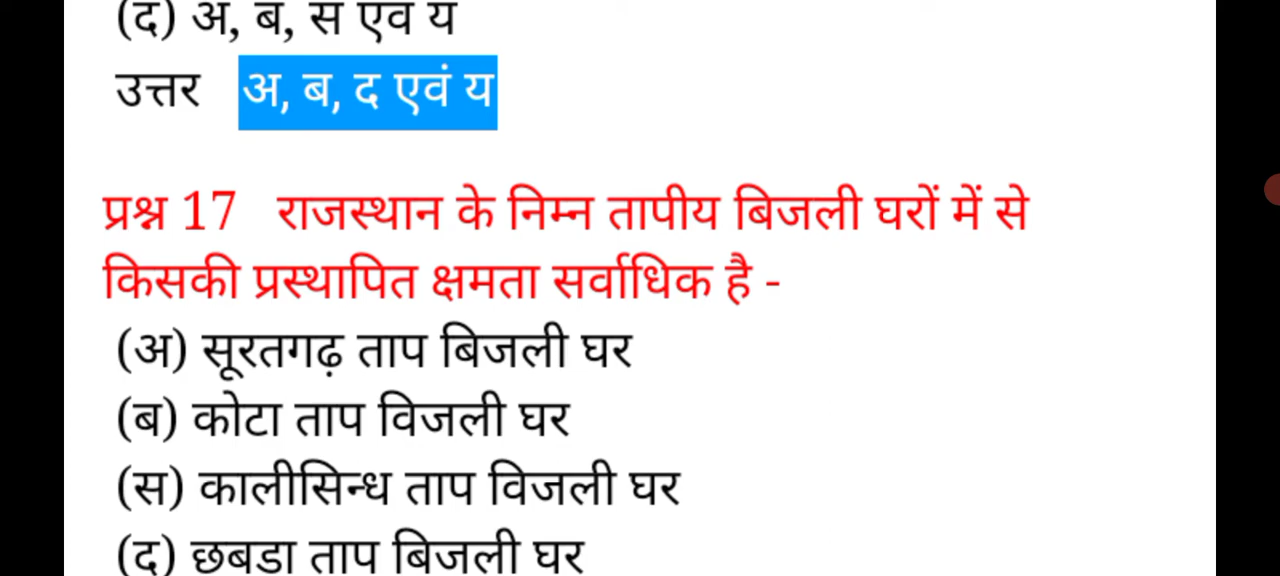 (द) अ, ब, स एवं य
उत्तर अ, ब, द एवं य
प्रश्न 17 राजस्थान के निम्न तापीय बिजली घरों में से
किसकी प्रस्थापित क्षमता सर्वाधिक है -
(अ) सूरतगढ़ ताप बिजली घर
(ब) कोटा ताप विजली घर
(स) कालीसिन्ध ताप विजली घर
(द) छबडा ताप बिजली घर